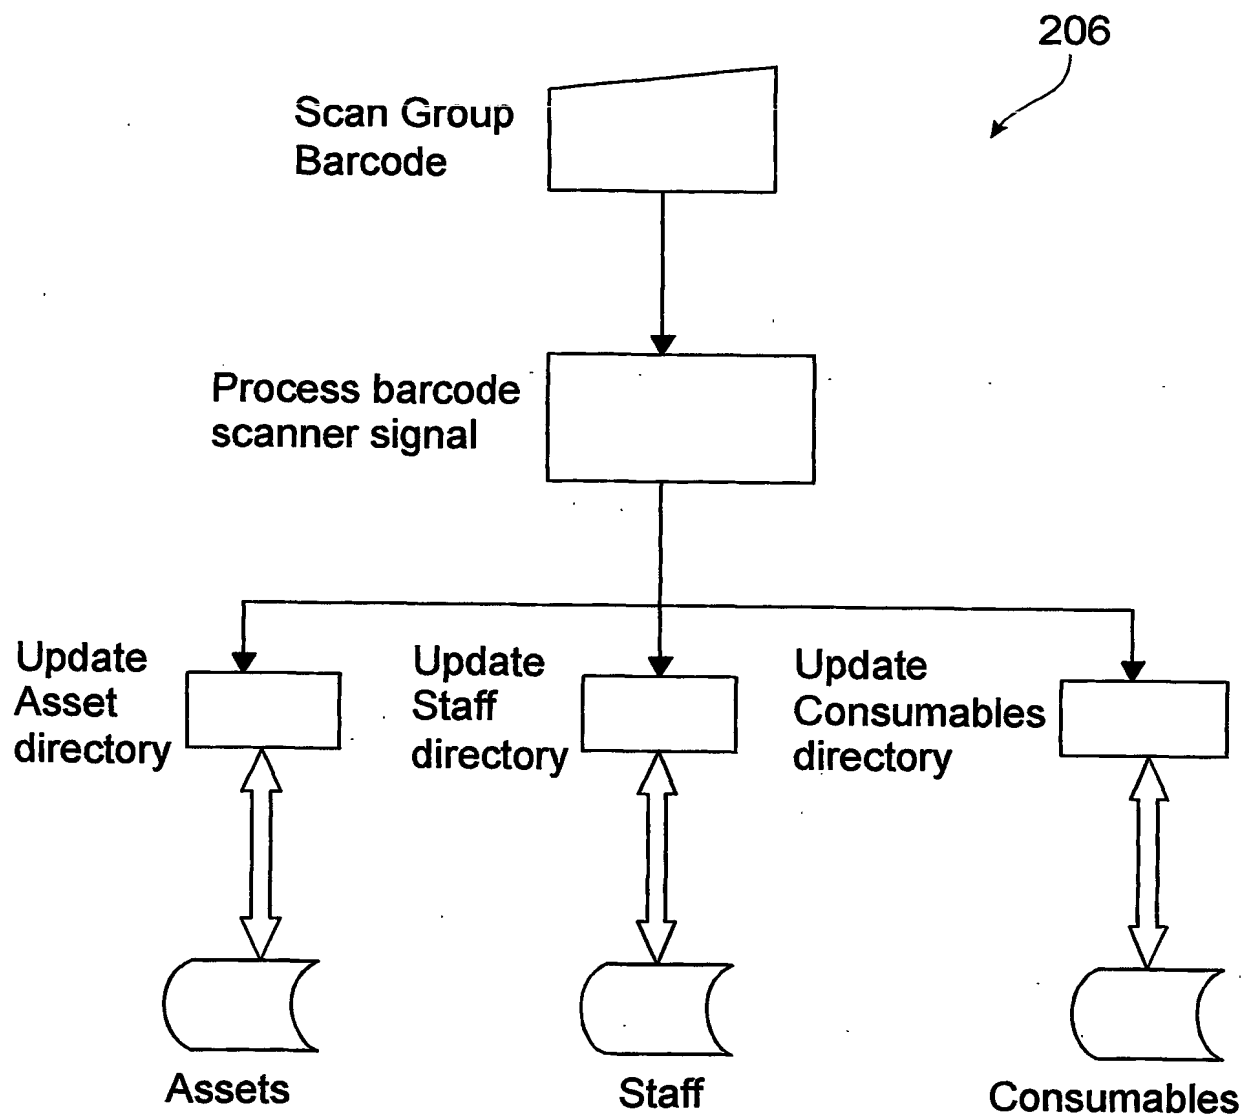 206
Scan Group
Barcode
Process barcode
scanner signal
Update
Asset
directory
Update
Staff
directory
Update
Consumables
directory
Assets
Staff
Consumables